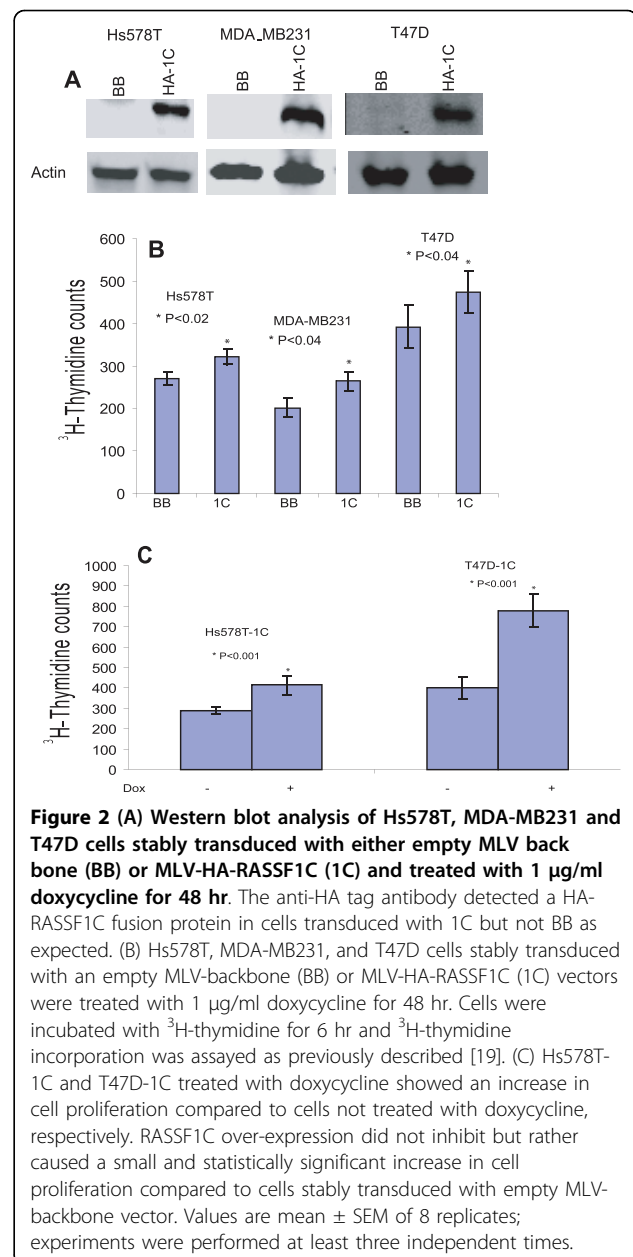 Hs578T MDA_MB231 T47D
BB HA-1C BB HA-1C BB HA-1C
A
Actin
B
³H-Thymidine counts
600
500
400
300
200
100
0
Hs578T
* P<0.02
*
MDA-MB231
* P<0.04
*
T47D
* P<0.04
*
BB 1C BB 1C BB 1C
C
³H-Thymidine counts
1000
900
800
700
600
500
400
300
200
100
0
Hs578T-1C
* P<0.001
*
T47D-1C
* P<0.001
*
Dox - + - +
Figure 2 (A) Western blot analysis of Hs578T, MDA-MB231 and
T47D cells stably transduced with either empty MLV back
bone (BB) or MLV-HA-RASSF1C (1C) and treated with 1 μg/ml
doxycycline for 48 hr. The anti-HA tag antibody detected a HA-
RASSF1C fusion protein in cells transduced with 1C but not BB as
expected. (B) Hs578T, MDA-MB231, and T47D cells stably transduced
with an empty MLV-backbone (BB) or MLV-HA-RASSF1C (1C) vectors
were treated with 1 μg/ml doxycycline for 48 hr. Cells were
incubated with ³H-thymidine for 6 hr and ³H-thymidine
incorporation was assayed as previously described [19]. (C) Hs578T-
1C and T47D-1C treated with doxycycline showed an increase in
cell proliferation compared to cells not treated with doxycycline,
respectively. RASSF1C over-expression did not inhibit but rather
caused a small and statistically significant increase in cell
proliferation compared to cells stably transduced with empty MLV-
backbone vector. Values are mean ± SEM of 8 replicates;
experiments were performed at least three independent times.